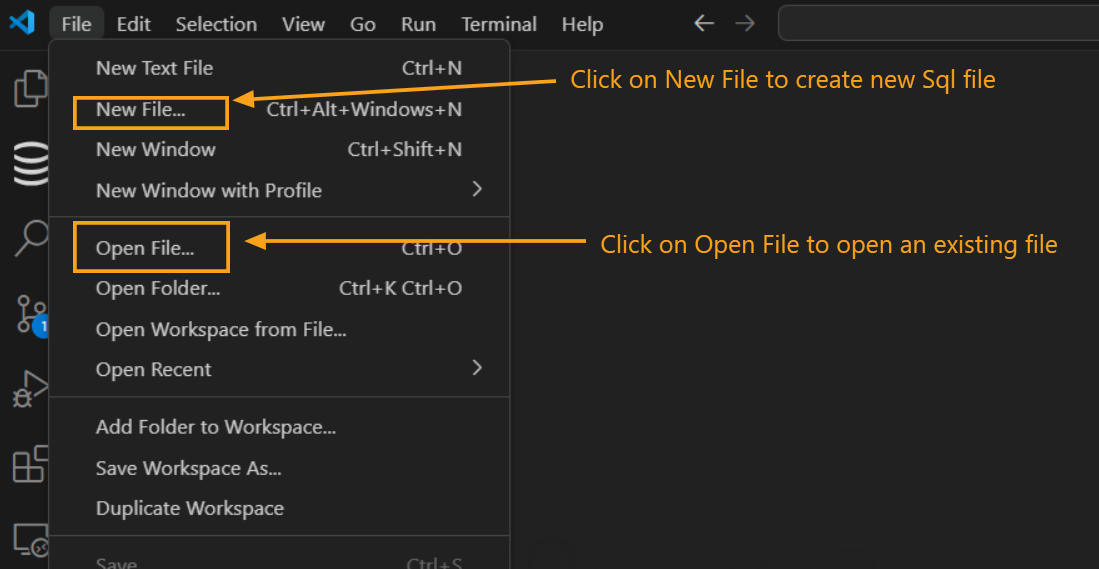 File Edit Selection View Go Run Terminal Help
New Text File Ctrl+N
Click on New File to create new Sql file
New File... Ctrl+Alt+Windows+N
New Window Ctrl+Shift+N
New Window with Profile
Open File... Ctrl+O
Click on Open File to open an existing file
Open Folder... Ctrl+K Ctrl+O
1
Open Workspace from File...
Open Recent
Add Folder to Workspace...
Save Workspace As...
Duplicate Workspace
Save Ctrl+S